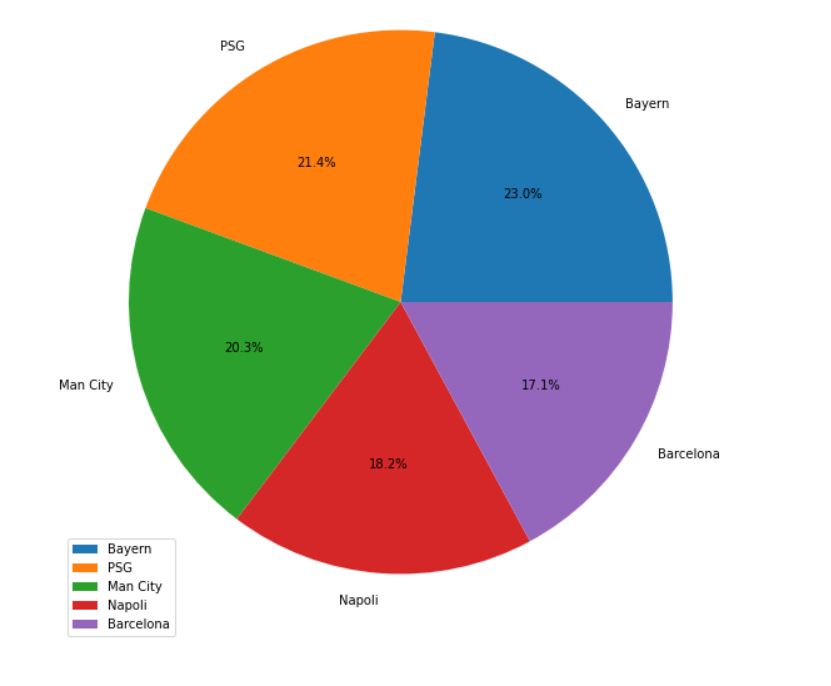 PSG
Bayern
21.4%
23.0%
20.3%
Man City
17.1%
Barcelona
18.2%
Napoli
Bayern
PSG
Man City
Napoli
Barcelona